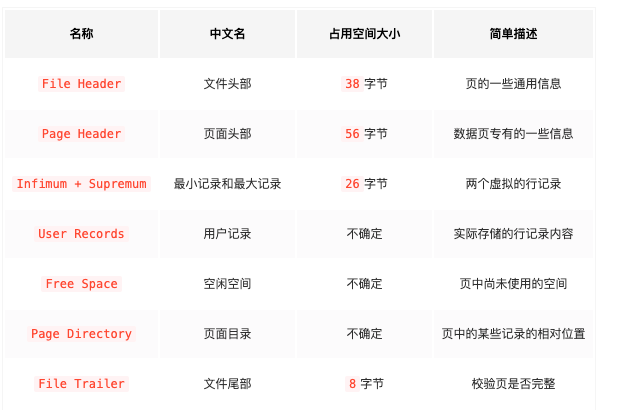 名称 中文名 占用空间大小 简单描述
File Header 文件头部 38 字节 页的一些通用信息
Page Header 页面头部 56 字节 数据页专有的一些信息
Infimum + Supremum 最小记录和最大记录 26 字节 两个虚拟的行记录
User Records 用户记录 不确定 实际存储的行记录内容
Free Space 空闲空间 不确定 页中尚未使用的空间
Page Directory 页面目录 不确定 页中的某些记录的相对位置
File Trailer 文件尾部 8 字节 校验页是否完整